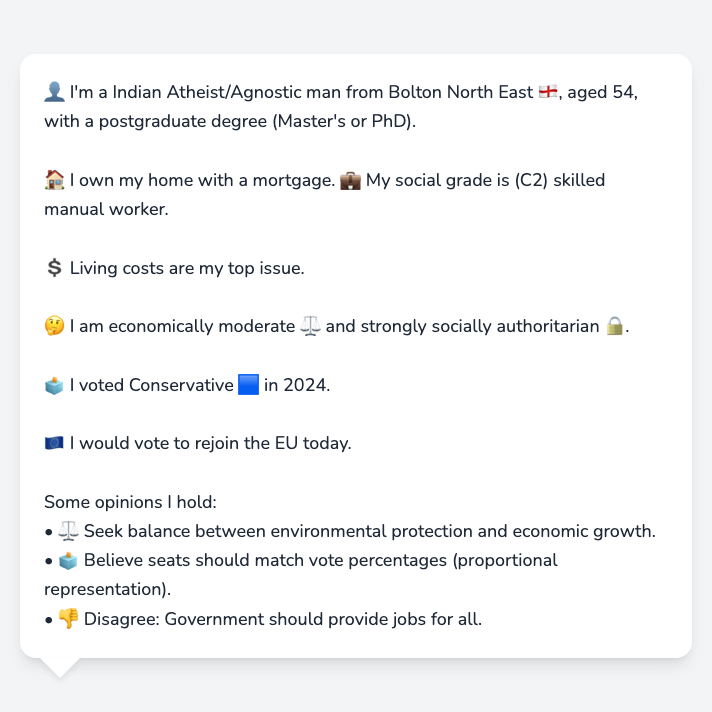 👤 I'm a Indian Atheist/Agnostic man from Bolton North East 🏴󠁧󠁢󠁥󠁮󠁧󠁿, aged 54,
with a postgraduate degree (Master's or PhD).
🏠 I own my home with a mortgage. 💼 My social grade is (C2) skilled
manual worker.
💲 Living costs are my top issue.
🤔 I am economically moderate ⚖️ and strongly socially authoritarian 🔒.
🗳️ I voted Conservative 🟦 in 2024.
🇪🇺 I would vote to rejoin the EU today.
Some opinions I hold:
• ⚖️ Seek balance between environmental protection and economic growth.
• 🗳️ Believe seats should match vote percentages (proportional
representation).
• 👎 Disagree: Government should provide jobs for all.